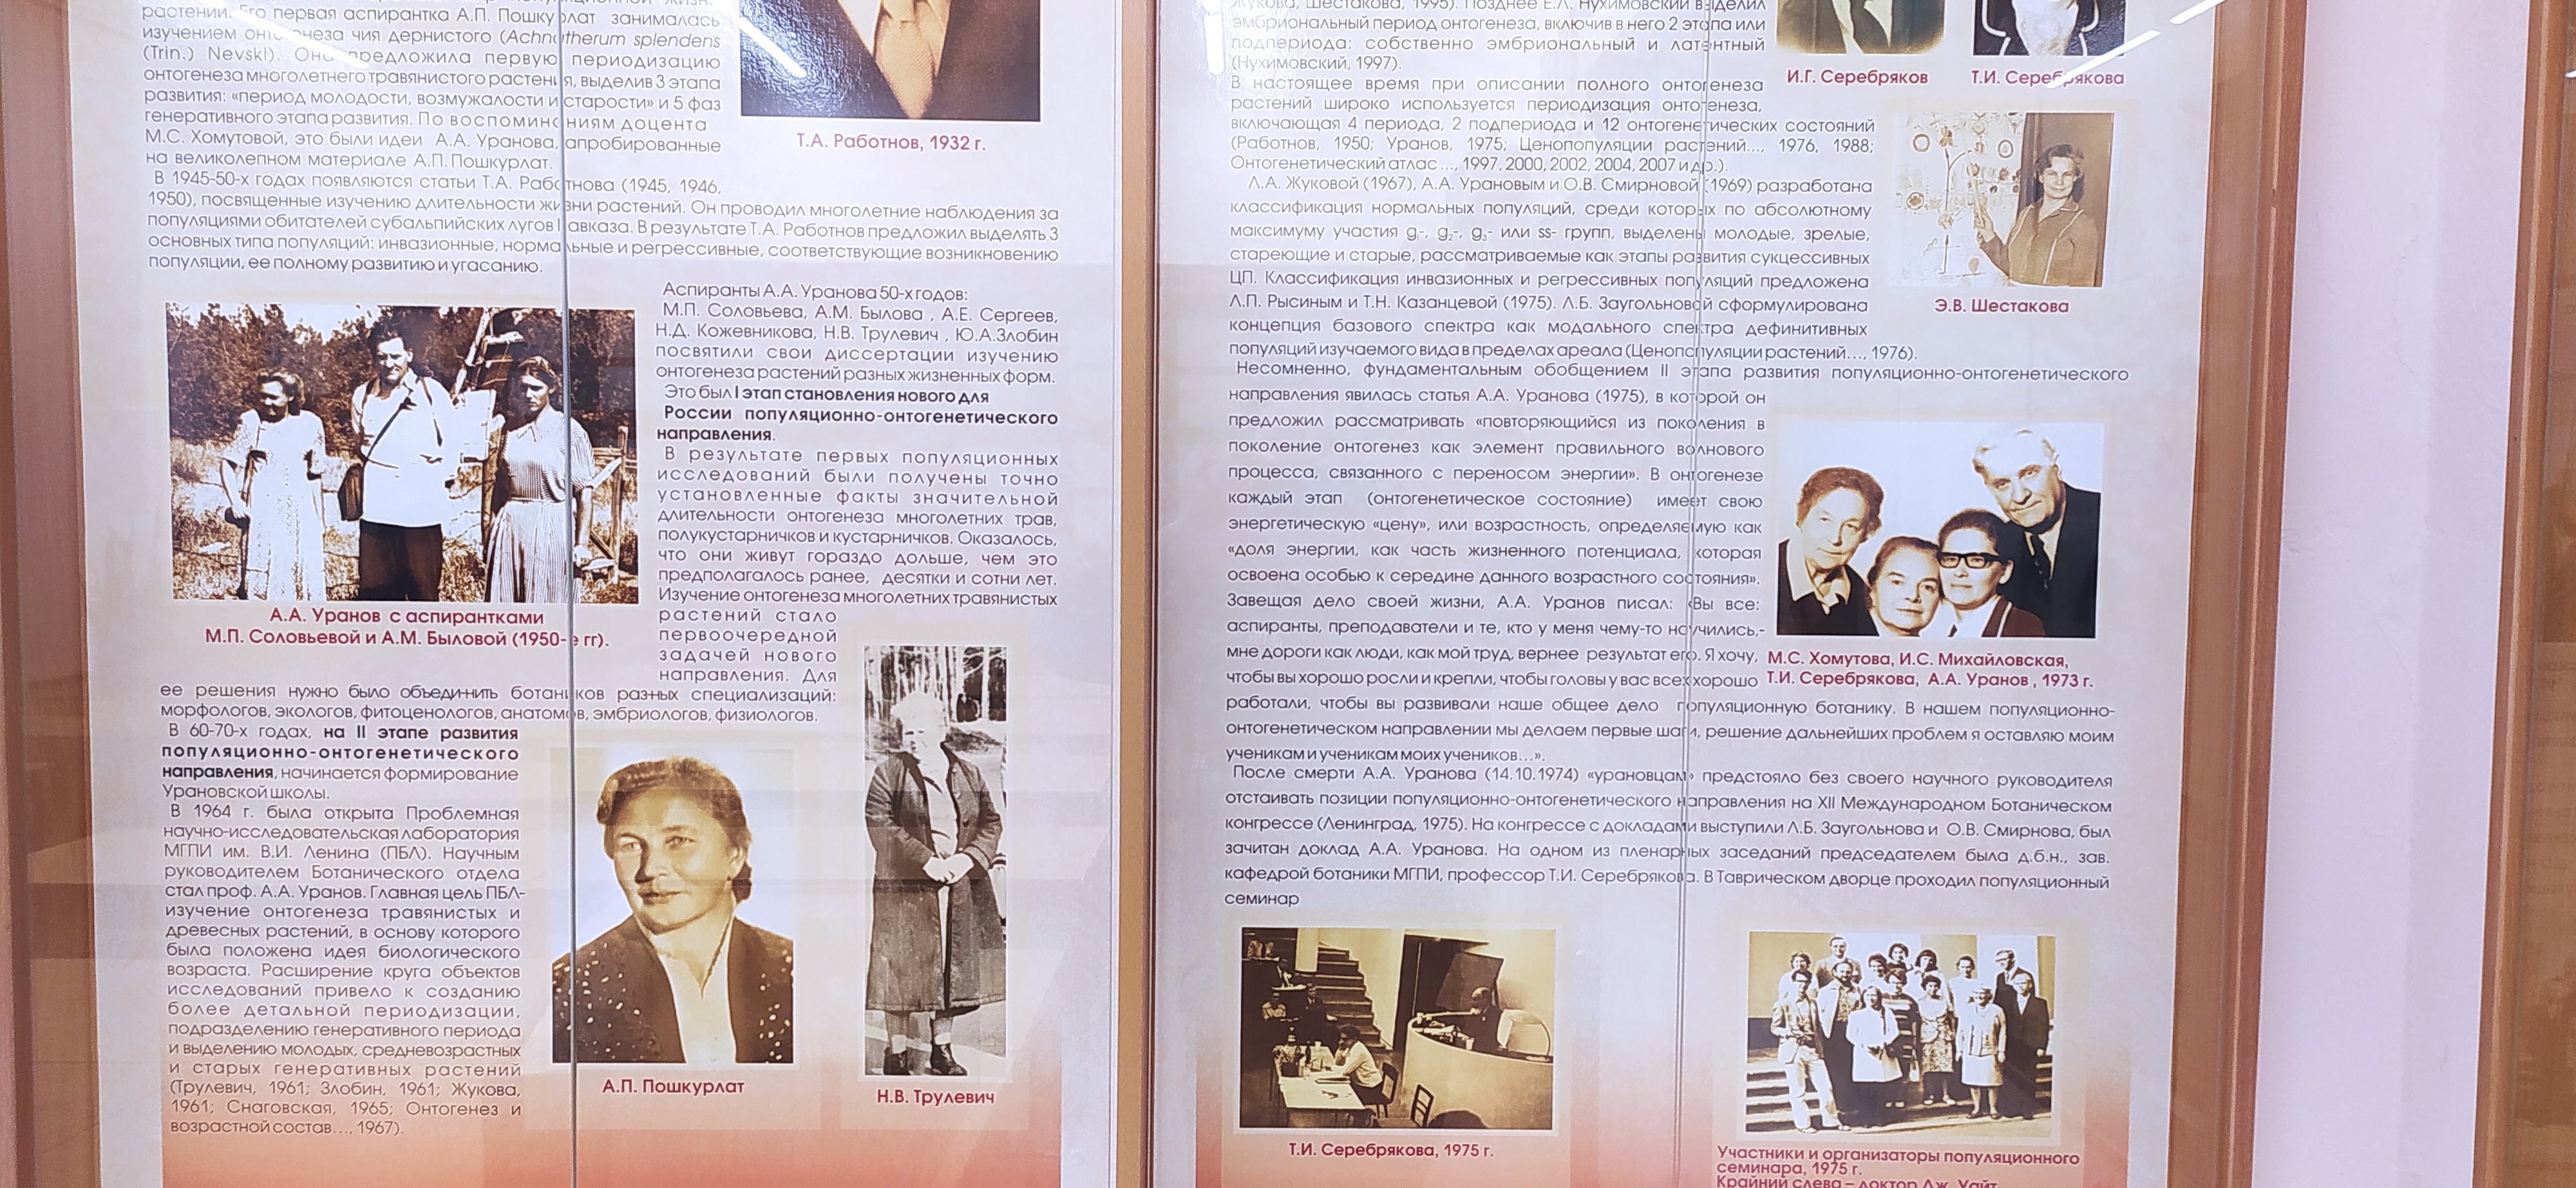 растений. Его первая аспирантка А.П. Пошкурлат занималась
изучением онтогенеза чия дернистого (Achnatherum splendens
(Trin.) Nevski). Она предложила первую периодизацию
онтогенеза многолетнего травянистого растения, выделив 3 этапа
развития: «период молодости, возмужалости и старости» и 5 фаз
генеративного этапа развития. По воспоминаниям доцента
М.С. Хомутовой, это были идеи А.А. Уранова, апробированные
на великолепном материале А.П. Пошкурлат.
В 1945-50-х годах появляются статьи Т.А. Работнова (1945, 1946,
1950), посвященные изучению длительности жизни растений. Он проводил многолетние наблюдения за
популяциями обитателей субальпийских лугов Кавказа. В результате Т.А. Работнов предложил выделять 3
основных типа популяций: инвазионные, нормальные и регрессивные, соответствующие возникновению
популяции, ее полному развитию и угасанию.
Т.А. Работнов, 1932 г.
Аспиранты А.А. Уранова 50-х годов:
М.П. Соловьева, А.М. Былова , А.Е. Сергеев,
Н.Д. Кожевникова, Н.В. Трулевич , Ю.А.Злобин
посвятили свои диссертации изучению
онтогенеза растений разных жизненных форм.
Это был I этап становления нового для
России популяционно-онтогенетического
направления.
В результате первых популяционных
исследований были получены точно
установленные факты значительной
длительности онтогенеза многолетних трав,
полукустарничков и кустарничков. Оказалось,
что они живут гораздо дольше, чем это
предполагалось ранее, десятки и сотни лет.
Изучение онтогенеза многолетних травянистых
растений стало
первоочередной
задачей нового
направления. Для
ее решения нужно было объединить ботаников разных специализаций:
морфологов, экологов, фитоценологов, анатомов, эмбриологов, физиологов.
А.А. Уранов с аспирантками
М.П. Соловьевой и А.М. Быловой (1950-е гг).
В 60-70-х годах, на II этапе развития
популяционно-онтогенетического
направления, начинается формирование
Урановской школы.
В 1964 г. была открыта Проблемная
научно-исследовательская лаборатория
МГПИ им. В.И. Ленина (ПБЛ). Научным
руководителем Ботанического отдела
стал проф. А.А. Уранов. Главная цель ПБЛ-
изучение онтогенеза травянистых и
древесных растений, в основу которого
была положена идея биологического
возраста. Расширение круга объектов
исследований привело к созданию
более детальной периодизации,
подразделению генеративного периода
и выделению молодых, средневозрастных
и старых генеративных растений
(Трулевич, 1961; Злобин, 1961; Жукова,
1961; Снаговская, 1965; Онтогенез и
возрастной состав..., 1967).
А.П. Пошкурлат
Н.В. Трулевич
Жукова, Шестакова, 1995). Позднее Е.Л. Нухимовский выделил
эмбриональный период онтогенеза, включив в него 2 этапа или
подпериода: собственно эмбриональный и латентный
(Нухимовский, 1997).
В настоящее время при описании полного онтогенеза
растений широко используется периодизация онтогенеза,
включающая 4 периода, 2 подпериода и 12 онтогенетических состояний
(Работнов, 1950; Уранов, 1975; Ценопопуляции растений..., 1976, 1988;
Онтогенетический атлас ..., 1997, 2000, 2002, 2004, 2007 и др.).
Л.А. Жуковой (1967), А.А. Урановым и О.В. Смирновой (1969) разработана
классификация нормальных популяций, среди которых по абсолютному
максимуму участия g₁-, g₂-, g₃- или ss- групп, выделены молодые, зрелые,
стареющие и старые, рассматриваемые как этапы развития сукцессивных
ЦП. Классификация инвазионных и регрессивных популяций предложена
Л.П. Рысиным и Т.Н. Казанцевой (1975). Л.Б. Заугольновой сформулирована
концепция базового спектра как модального спектра дефинитивных
популяций изучаемого вида в пределах ареала (Ценопопуляции растений..., 1976).
И.Г. Серебряков
Т.И. Серебрякова
Э.В. Шестакова
Несомненно, фундаментальным обобщением II этапа развития популяционно-онтогенетического
направления явилась статья А.А. Уранова (1975), в которой он
предложил рассматривать «повторяющийся из поколения в
поколение онтогенез как элемент правильного волнового
процесса, связанного с переносом энергии». В онтогенезе
каждый этап (онтогенетическое состояние) имеет свою
энергетическую «цену», или возрастность, определяемую как
«доля энергии, как часть жизненного потенциала, которая
освоена особью к середине данного возрастного состояния».
Завещая дело своей жизни, А.А. Уранов писал: «Вы все:
аспиранты, преподаватели и те, кто у меня чему-то научились,-
мне дороги как люди, как мой труд, вернее результат его. Я хочу,
чтобы вы хорошо росли и крепли, чтобы головы у вас всех хорошо
работали, чтобы вы развивали наше общее дело популяционную ботанику. В нашем популяционно-
онтогенетическом направлении мы делаем первые шаги, решение дальнейших проблем я оставляю моим
ученикам и ученикам моих учеников...».
М.С. Хомутова, И.С. Михайловская,
Т.И. Серебрякова, А.А. Уранов , 1973 г.
После смерти А.А. Уранова (14.10.1974) «урановцам» предстояло без своего научного руководителя
отстаивать позиции популяционно-онтогенетического направления на XII Международном Ботаническом
конгрессе (Ленинград, 1975). На конгрессе с докладами выступили Л.Б. Заугольнова и О.В. Смирнова, был
зачитан доклад А.А. Уранова. На одном из пленарных заседаний председателем была д.б.н., зав.
кафедрой ботаники МГПИ, профессор Т.И. Серебрякова. В Таврическом дворце проходил популяционный
семинар
Т.И. Серебрякова, 1975 г.
Участники и организаторы популяционного
семинара, 1975 г.
Крайний слева – доктор Дж. Уайт